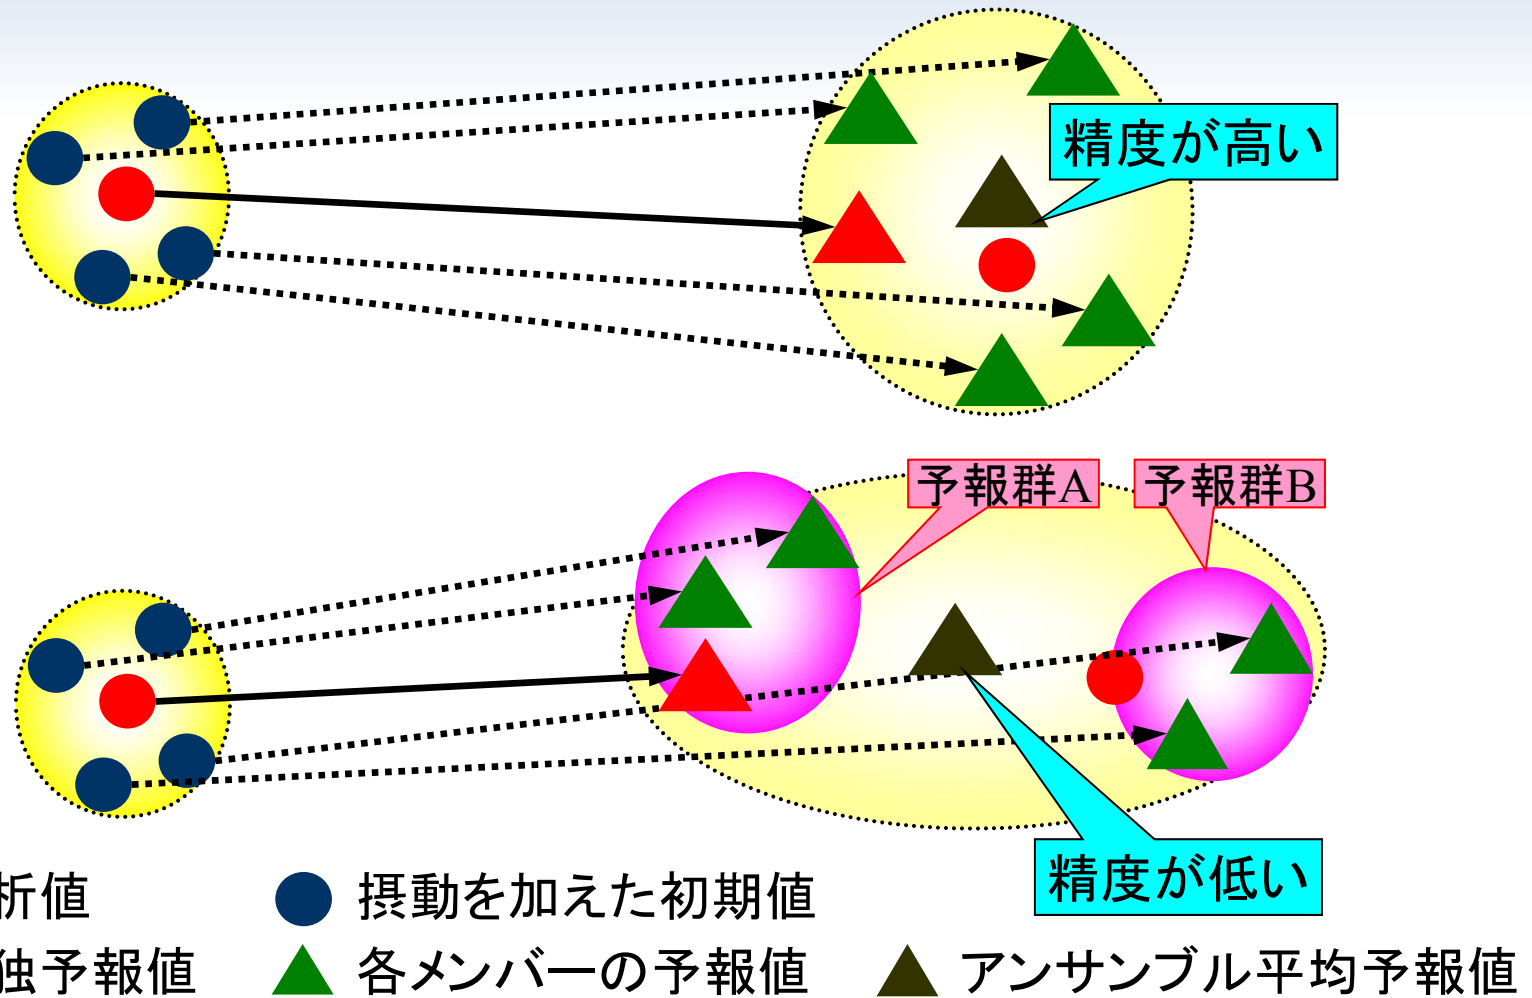 精度が高い
予報群A
予報群B
精度が低い
析値
摂動を加えた初期値
独予報値
各メンバーの予報値
アンサンブル平均予報値